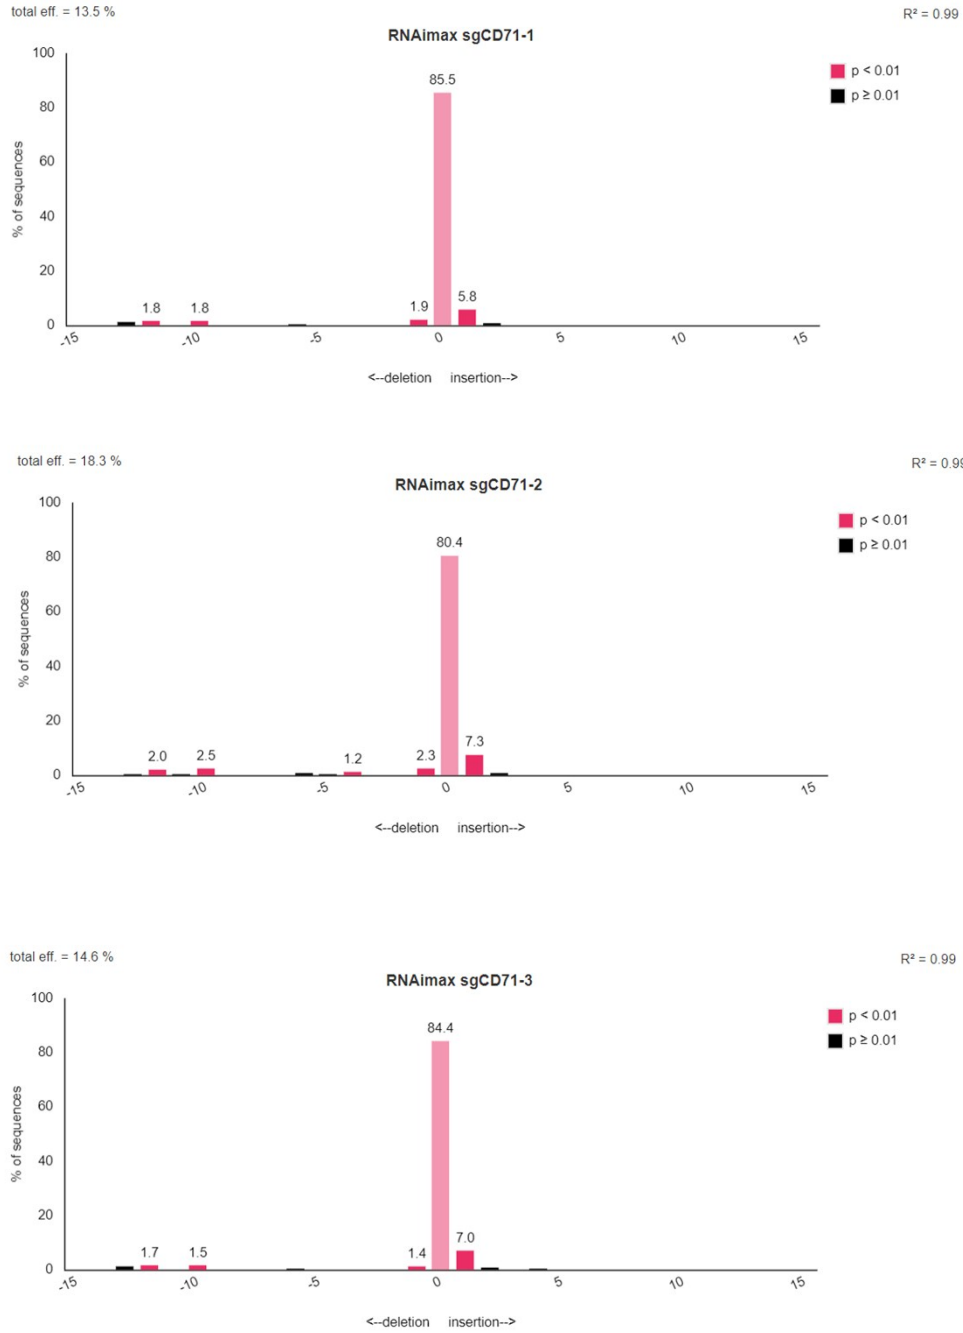 total eff. = 13.5 %
R² = 0.99
RNAimax sgCD71-1
100
80
60
40
20
0
% of sequences
85.5
1.8
1.8
1.9
5.8
p < 0.01
p ≥ 0.01
-15
-10
-5
0
5
10
15
<--deletion insertion-->
total eff. = 18.3 %
R² = 0.99
RNAimax sgCD71-2
100
80
60
40
20
0
% of sequences
80.4
2.0
2.5
1.2
2.3
7.3
p < 0.01
p ≥ 0.01
-15
-10
-5
0
5
10
15
<--deletion insertion-->
total eff. = 14.6 %
R² = 0.99
RNAimax sgCD71-3
100
80
60
40
20
0
% of sequences
84.4
1.7
1.5
1.4
7.0
p < 0.01
p ≥ 0.01
-15
-10
-5
0
5
10
15
<--deletion insertion-->